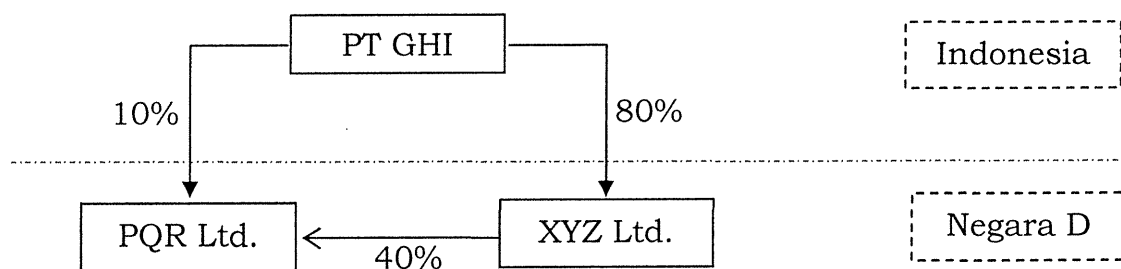 PT GHI
Indonesia
10%
80%
PQR Ltd.
XYZ Ltd.
Negara D
40%